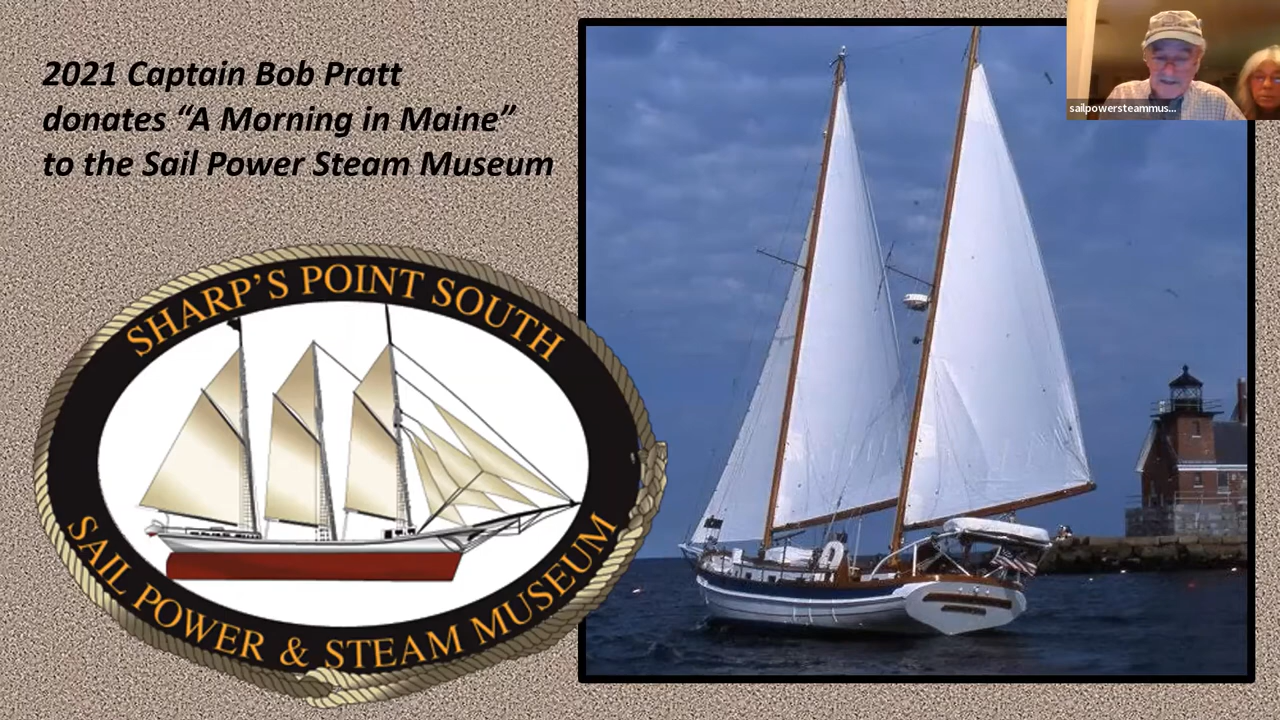 2021 Captain Bob Pratt
donates “A Morning in Maine”
to the Sail Power Steam Museum
sailpowersteammus...
SHARP'S POINT SOUTH
SAIL POWER & STEAM MUSEUM